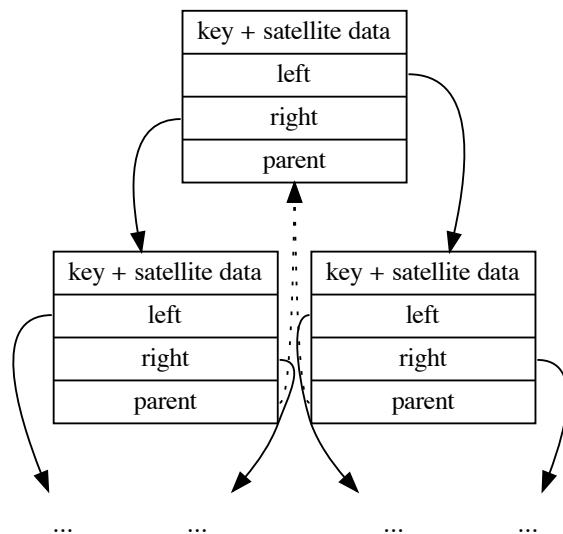 key + satellite data
left
right
parent
key + satellite data
left
right
parent
key + satellite data
left
right
parent
... ... ... ...